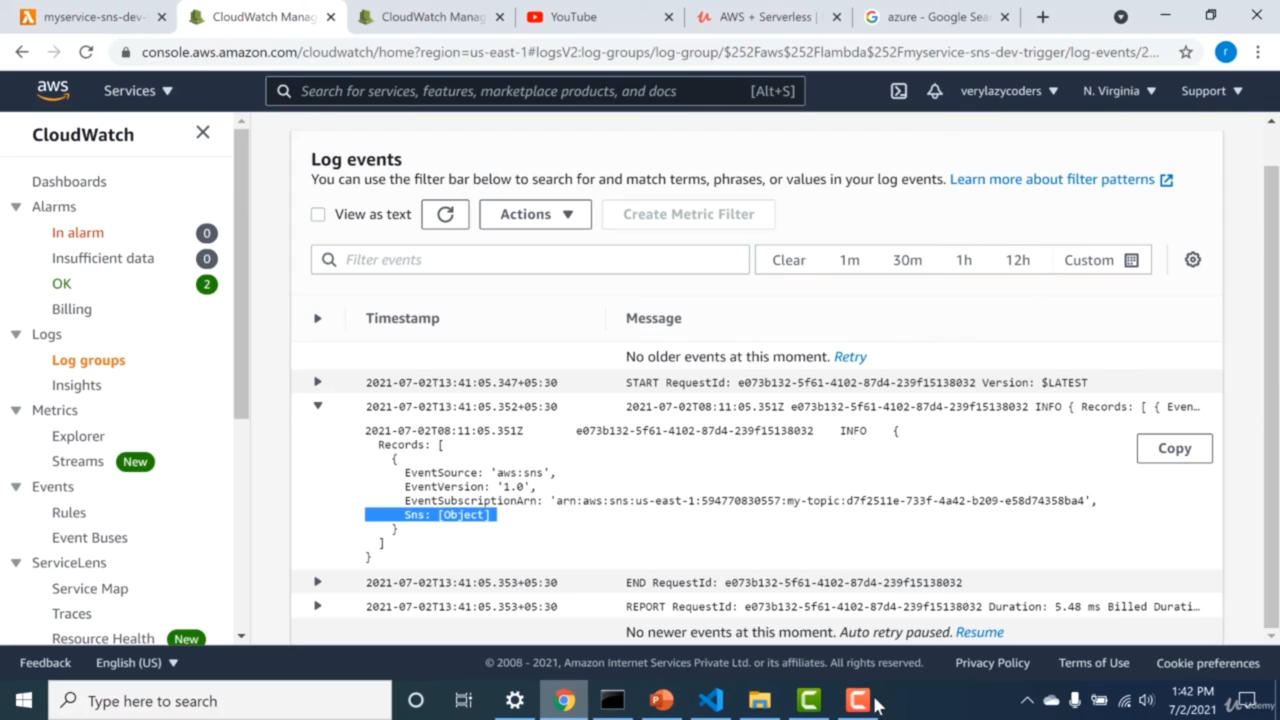 myservice-sns-dev-
CloudWatch Manag
CloudWatch Manag
YouTube
AWS + Serverless |
azure - Google Sea
console.aws.amazon.com/cloudwatch/home?region=us-east-1#logsV2:log-groups/log-group/$252Faws$252Flambda$252Fmyservice-sns-dev-trigger/log-events/2...
r
aws
Services
Search for services, features, marketplace products, and docs
[Alt+S]
verylazycoders
N. Virginia
Support
CloudWatch
Dashboards
Alarms
In alarm 0
Insufficient data 0
OK 2
Billing
Logs
Log groups
Insights
Metrics
Explorer
Streams New
Events
Rules
Event Buses
ServiceLens
Service Map
Traces
Resource Health New
Log events
You can use the filter bar below to search for and match terms, phrases, or values in your log events. Learn more about filter patterns
View as text
Actions
Create Metric Filter
Filter events
Clear 1m 30m 1h 12h Custom
Timestamp Message
No older events at this moment. Retry
2021-07-02T13:41:05.347+05:30 START RequestId: e073b132-5f61-4102-87d4-239f15138032 Version: $LATEST
2021-07-02T13:41:05.352+05:30 2021-07-02T08:11:05.351Z e073b132-5f61-4102-87d4-239f15138032 INFO { Records: [ { Even...
2021-07-02T08:11:05.351Z e073b132-5f61-4102-87d4-239f15138032 INFO {
Records: [
{
EventSource: 'aws:sns',
EventVersion: '1.0',
EventSubscriptionArn: 'arn:aws:sns:us-east-1:594770830557:my-topic:d7f2511e-733f-4a42-b209-e58d74358ba4',
Sns: [Object]
}
]
}
Copy
2021-07-02T13:41:05.353+05:30 END RequestId: e073b132-5f61-4102-87d4-239f15138032
2021-07-02T13:41:05.353+05:30 REPORT RequestId: e073b132-5f61-4102-87d4-239f15138032 Duration: 5.48 ms Billed Durati...
No newer events at this moment. Auto retry paused. Resume
Feedback
English (US)
© 2008 - 2021, Amazon Internet Services Private Ltd. or its affiliates. All rights reserved.
Privacy Policy
Terms of Use
Cookie preferences
Type here to search
1:42 PM
7/2/2021
Udemy